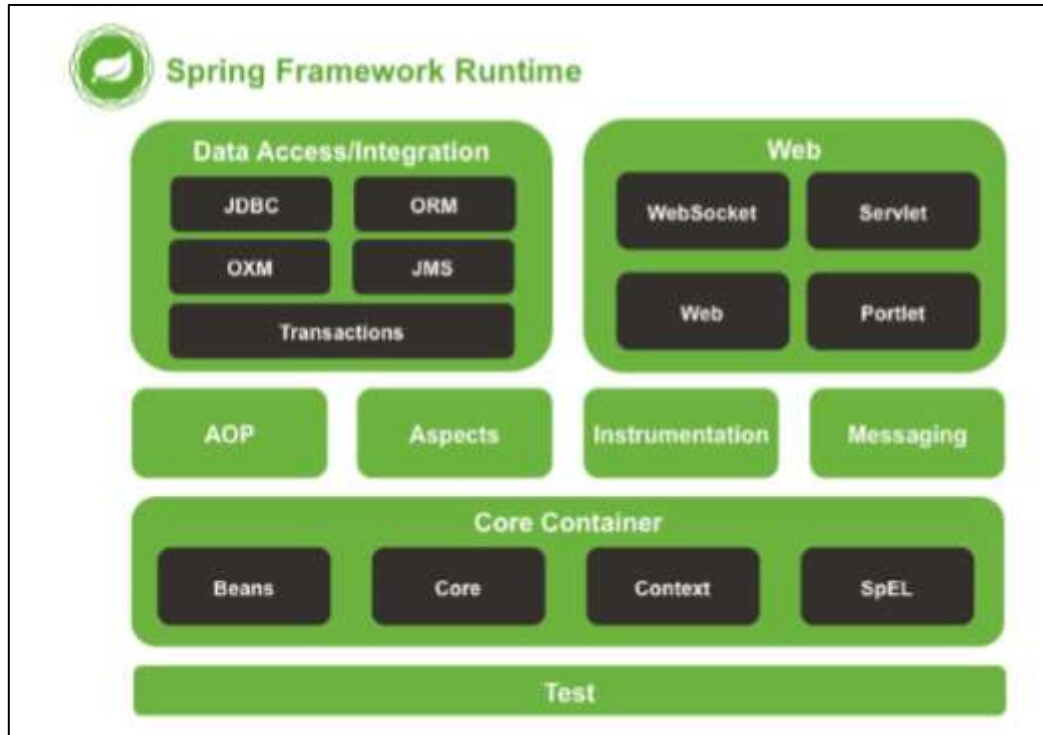 Spring Framework Runtime
Data Access/Integration
JDBC
ORM
OXM
JMS
Transactions
Web
WebSocket
Servlet
Web
Portlet
AOP
Aspects
Instrumentation
Messaging
Core Container
Beans
Core
Context
SpEL
Test